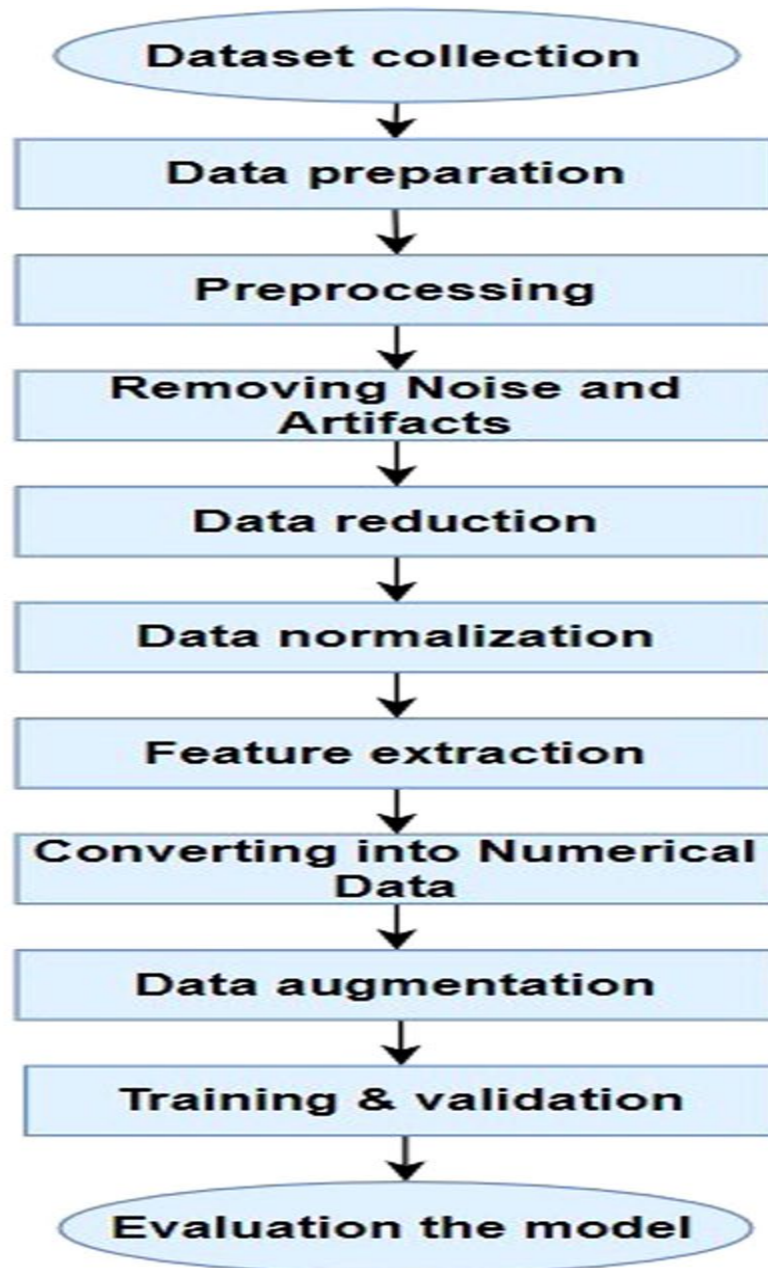 Dataset collection
Data preparation
Preprocessing
Removing Noise and
Artifacts
Data reduction
Data normalization
Feature extraction
Converting into Numerical
Data
Data augmentation
Training & validation
Evaluation the model